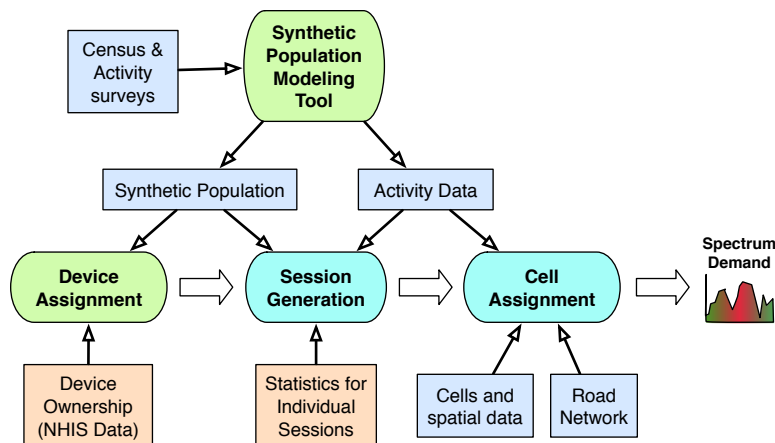 Census &
Activity
surveys
Synthetic
Population
Modeling
Tool
Synthetic Population
Activity Data
Device
Assignment
Session
Generation
Cell
Assignment
Spectrum
Demand
Device
Ownership
(NHIS Data)
Statistics for
Individual
Sessions
Cells and
spatial data
Road
Network